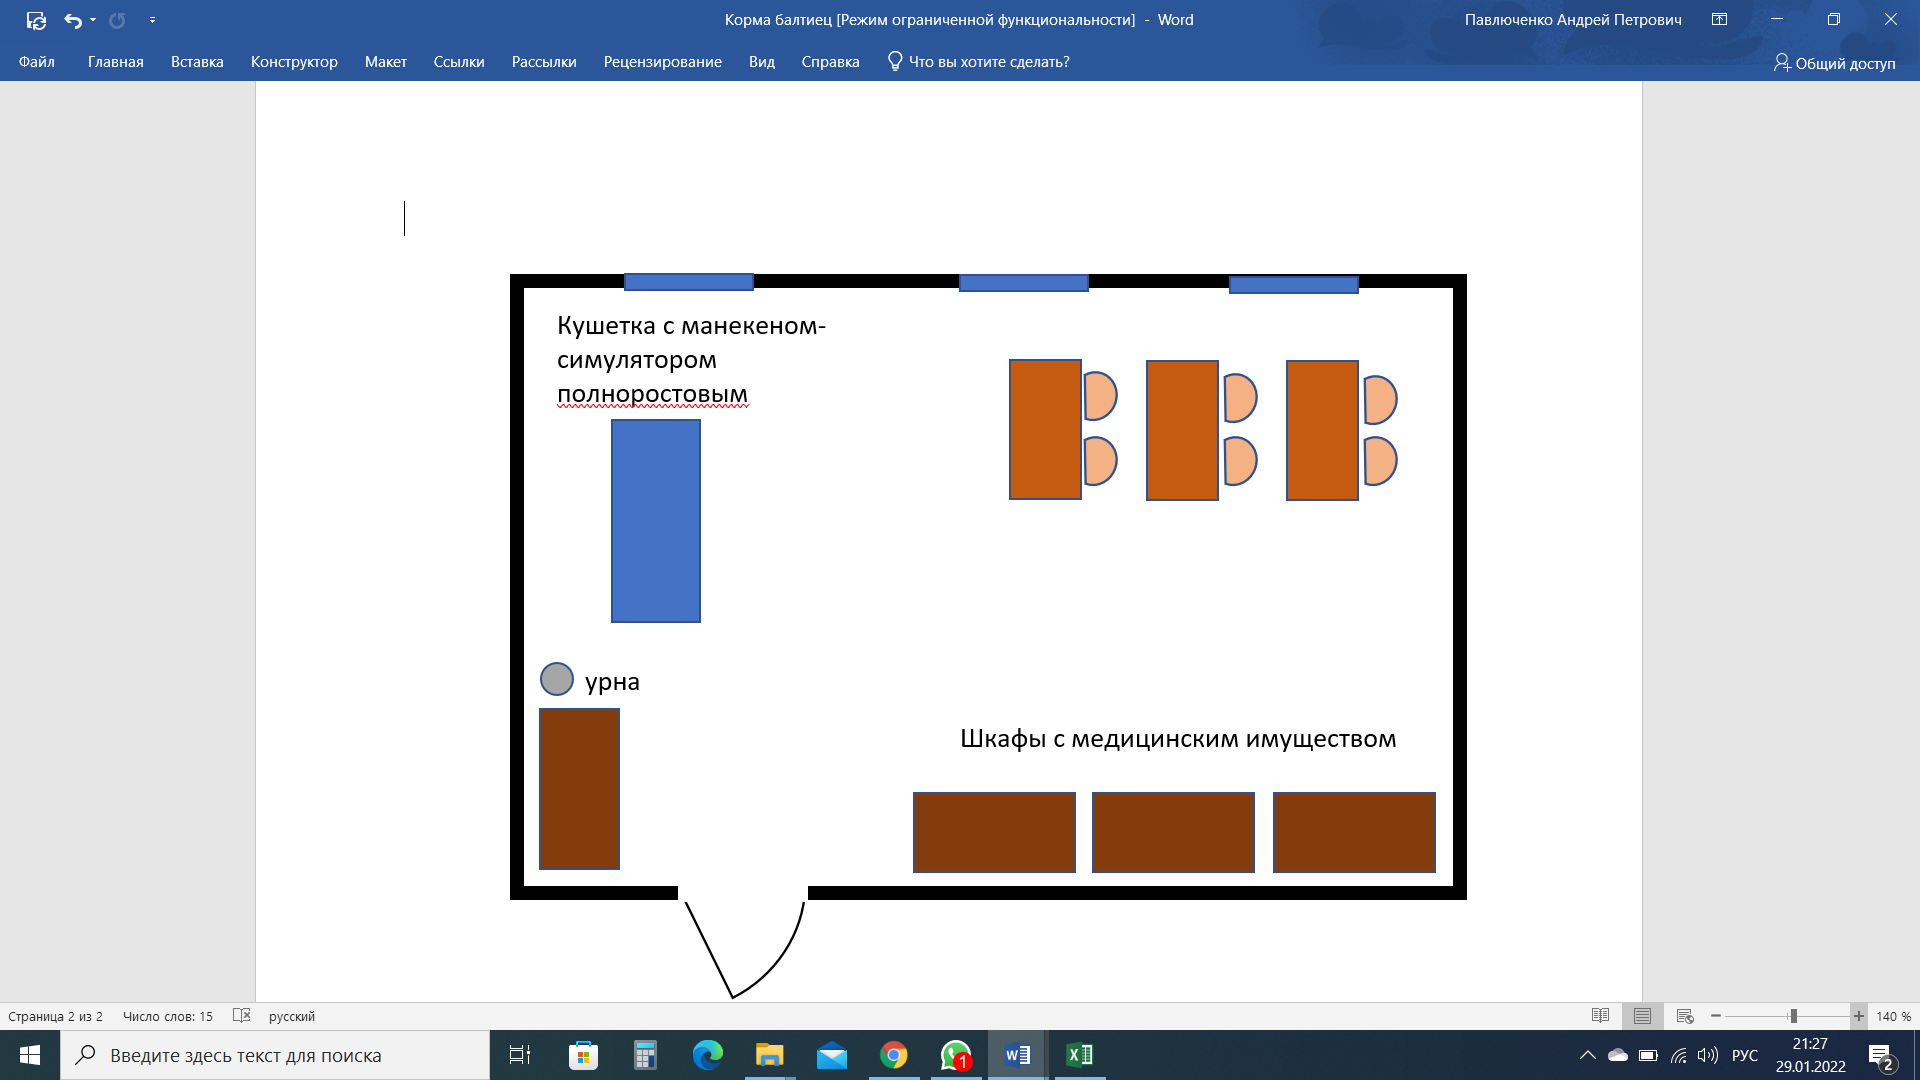 Корма балтиец [Режим ограниченной функциональности] - Word
Павлюченко Андрей Петрович
Файл Главная Вставка Конструктор Макет Ссылки Рассылки Рецензирование Вид Справка Что вы хотите сделать? Общий доступ
Кушетка с манекеном-
симулятором
полноростовым
урна
Шкафы с медицинским имуществом
Страница 2 из 2 Число слов: 15 русский 140 %
Введите здесь текст для поиска
1
РУС
21:27
29.01.2022
2